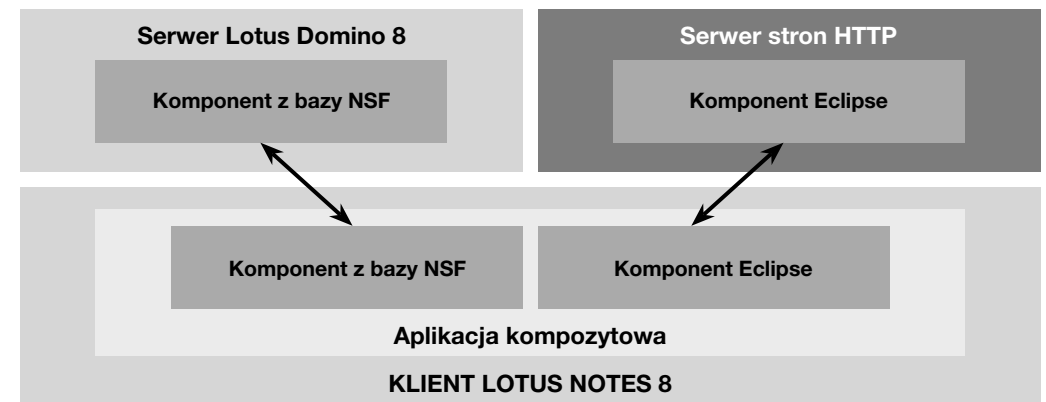 Serwer Lotus Domino 8
Serwer stron HTTP
Komponent z bazy NSF
Komponent Eclipse
Komponent z bazy NSF
Komponent Eclipse
Aplikacja kompozytowa
KLIENT LOTUS NOTES 8